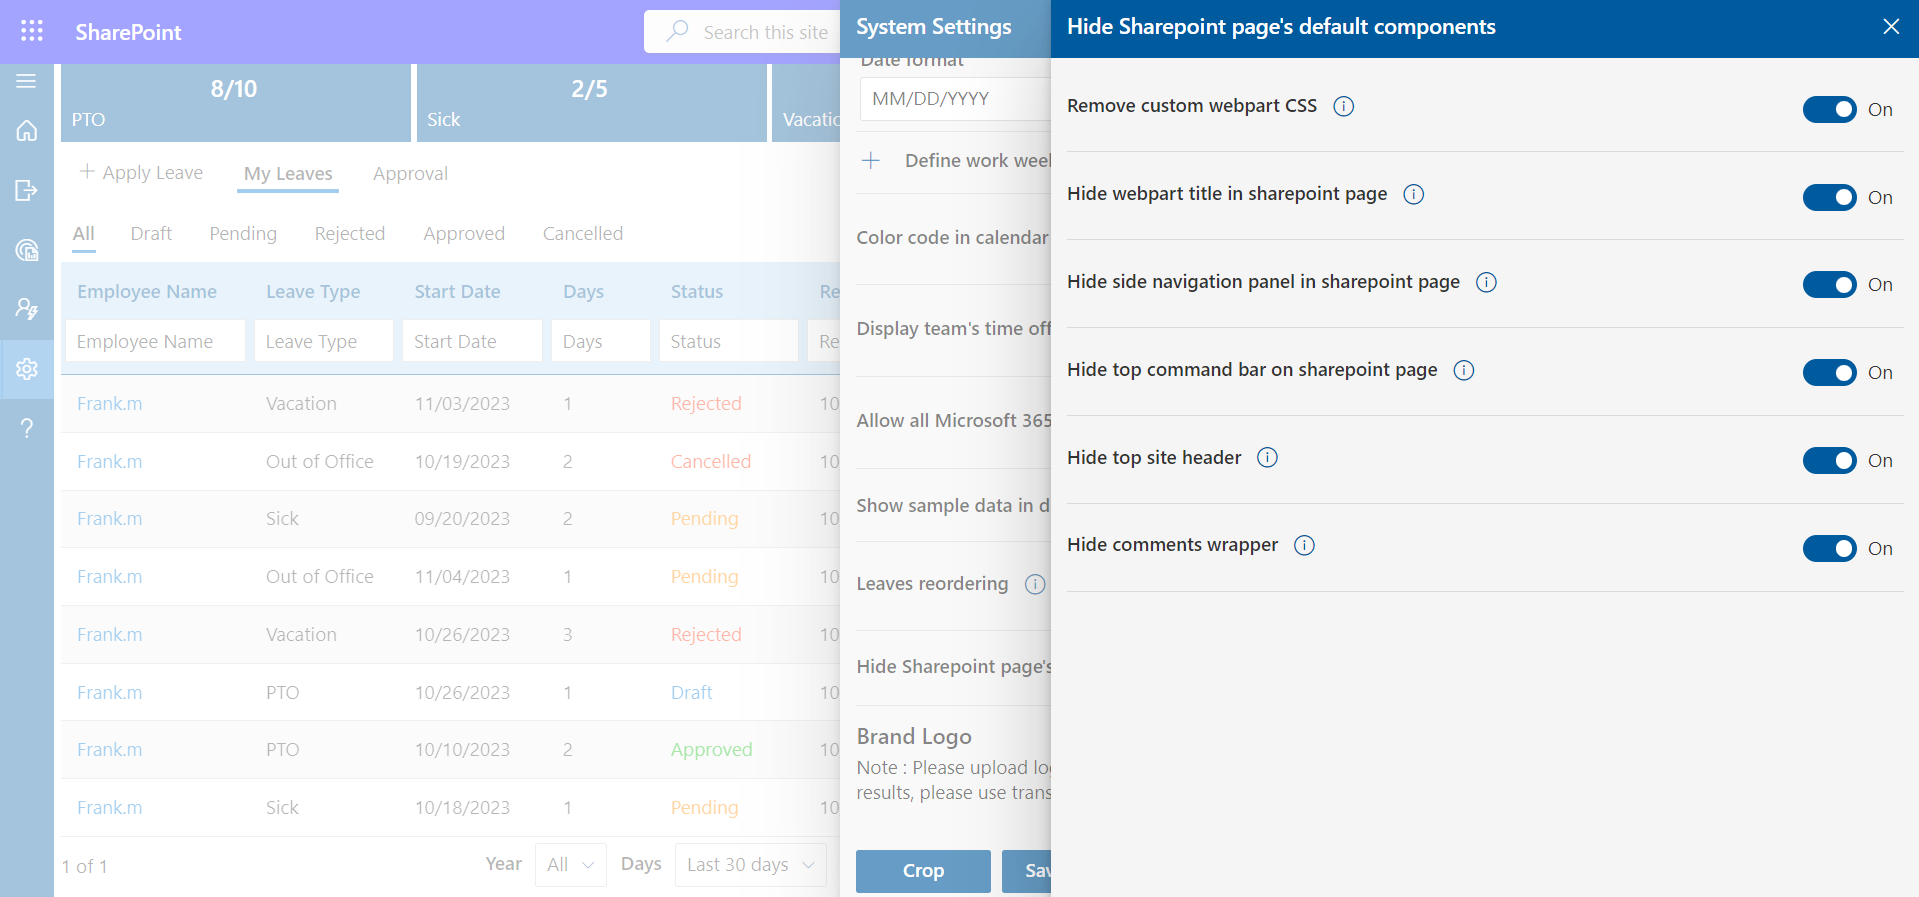 SharePoint
Search this site
8/10
PTO
2/5
Sick
Vacatio
+ Apply Leave
My Leaves
Approval
All
Draft
Pending
Rejected
Approved
Cancelled
Employee Name Leave Type Start Date Days Status Re
Employee Name Leave Type Start Date Days Status Re
Frank.m Vacation 11/03/2023 1 Rejected 10
Frank.m Out of Office 10/19/2023 2 Cancelled 10
Frank.m Sick 09/20/2023 2 Pending 10
Frank.m Out of Office 11/04/2023 1 Pending 10
Frank.m Vacation 10/26/2023 3 Rejected 10
Frank.m PTO 10/26/2023 1 Draft 10
Frank.m PTO 10/10/2023 2 Approved 10
Frank.m Sick 10/18/2023 1 Pending 10
1 of 1
Year All Days Last 30 days
System Settings
Date format
MM/DD/YYYY
+ Define work week
Color code in calendar
Display team's time off
Allow all Microsoft 365
Show sample data in d
Leaves reordering
Hide Sharepoint page's
Brand Logo
Note : Please upload lo
results, please use trans
Crop
Sav
Hide Sharepoint page's default components
Remove custom webpart CSS On
Hide webpart title in sharepoint page On
Hide side navigation panel in sharepoint page On
Hide top command bar on sharepoint page On
Hide top site header On
Hide comments wrapper On